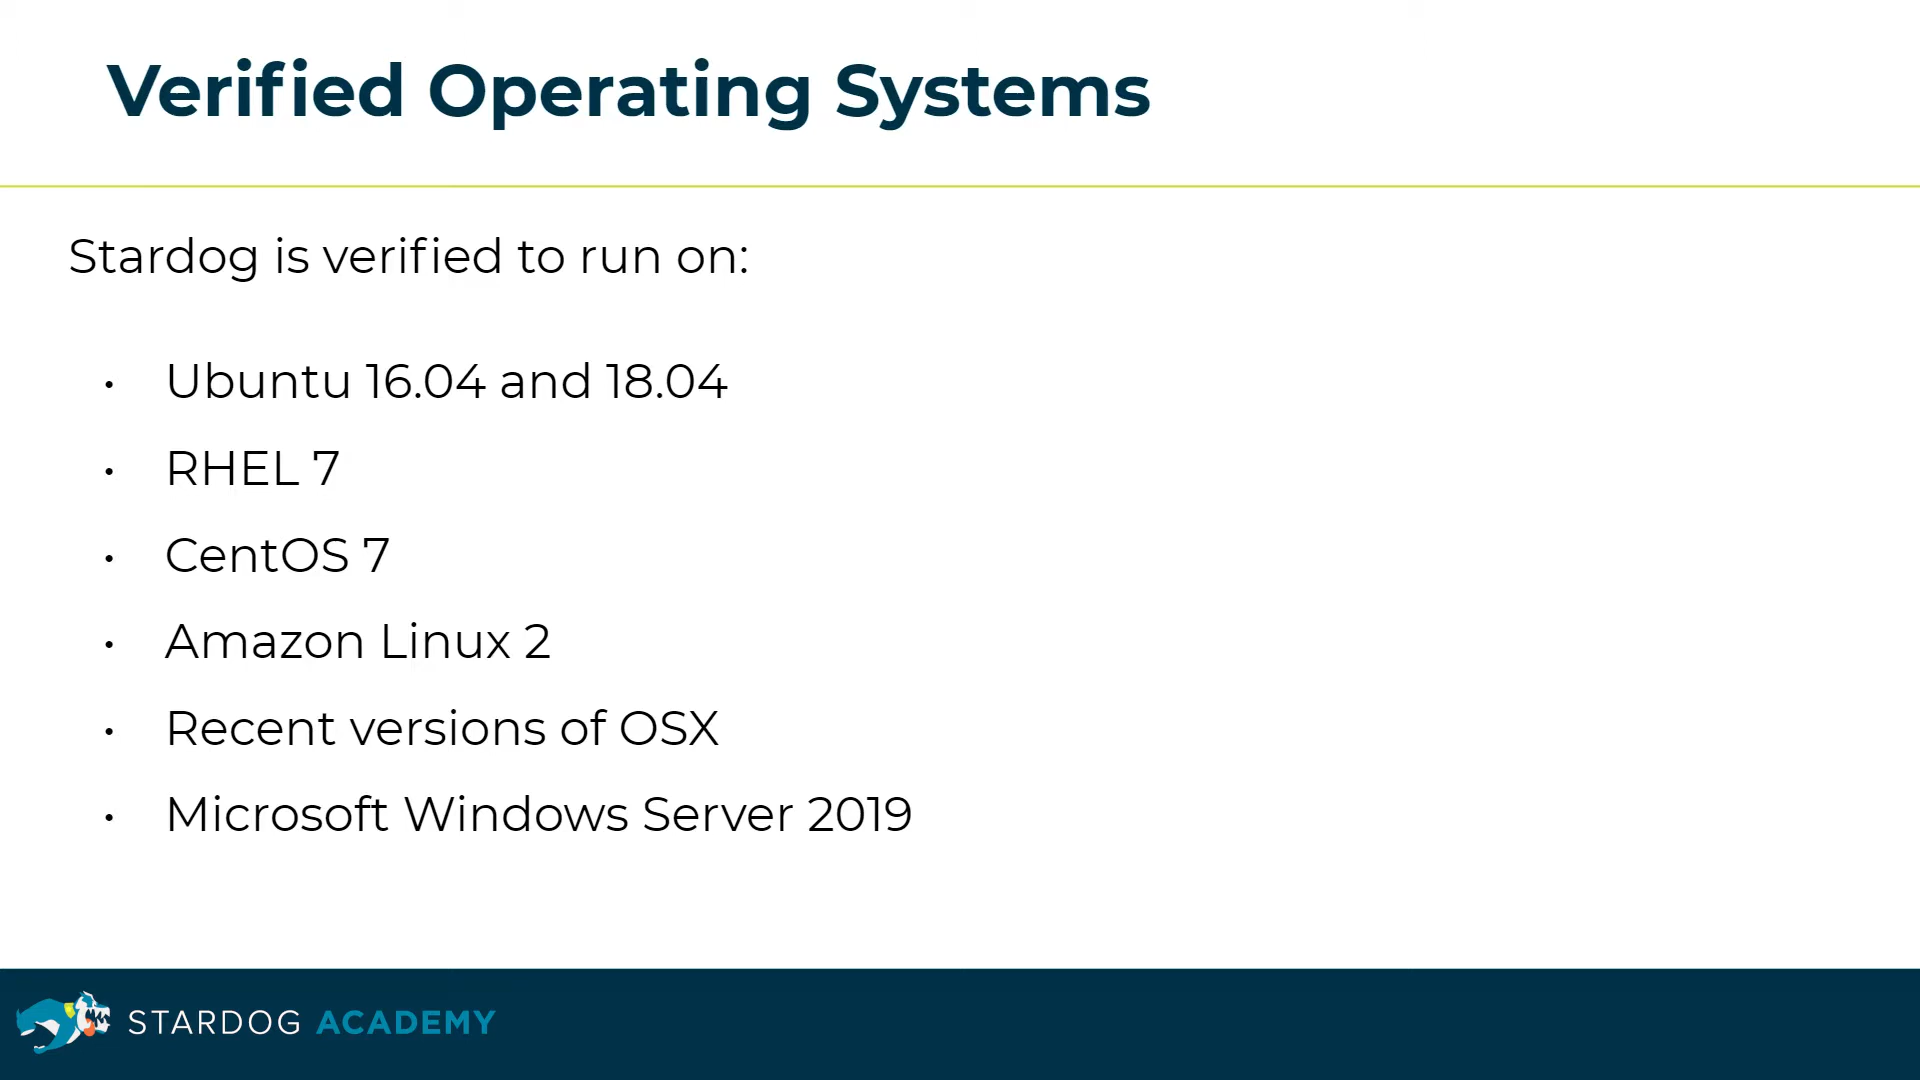 Verified Operating Systems
Stardog is verified to run on:
• Ubuntu 16.04 and 18.04
• RHEL 7
• CentOS 7
• Amazon Linux 2
• Recent versions of OSX
• Microsoft Windows Server 2019
STARDOG ACADEMY